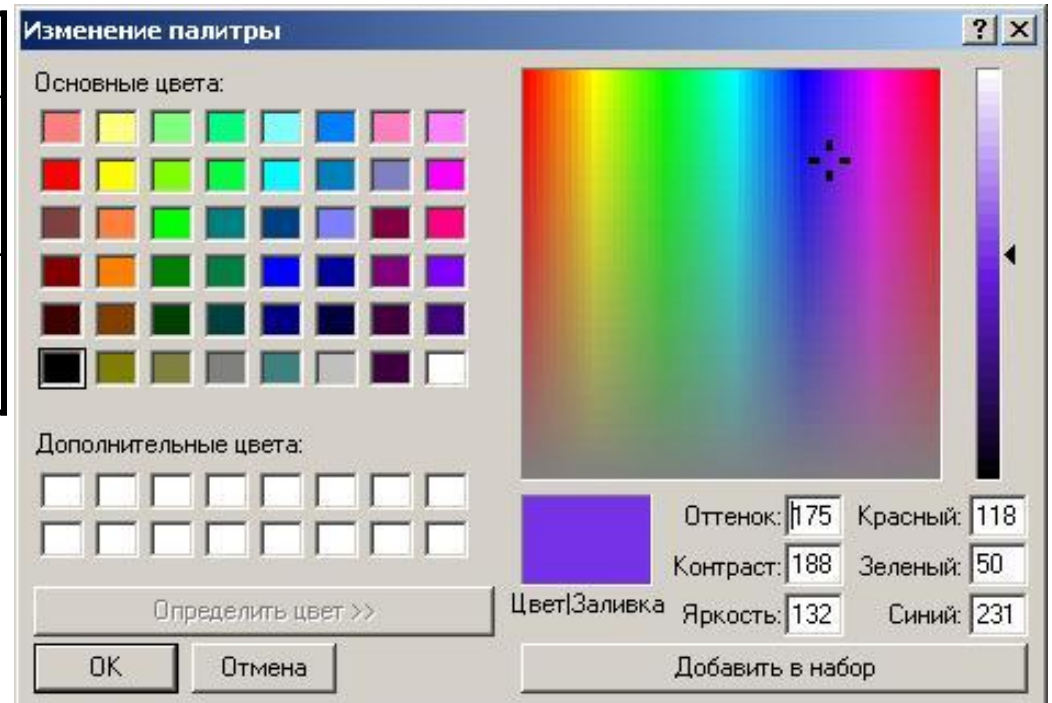 Изменение палитры
Основные цвета:
Дополнительные цвета:
Определить цвет >>
OK Отмена
Цвет|Заливка
Оттенок: 175 Красный: 118
Контраст: 188 Зеленый: 50
Яркость: 132 Синий: 231
Добавить в набор